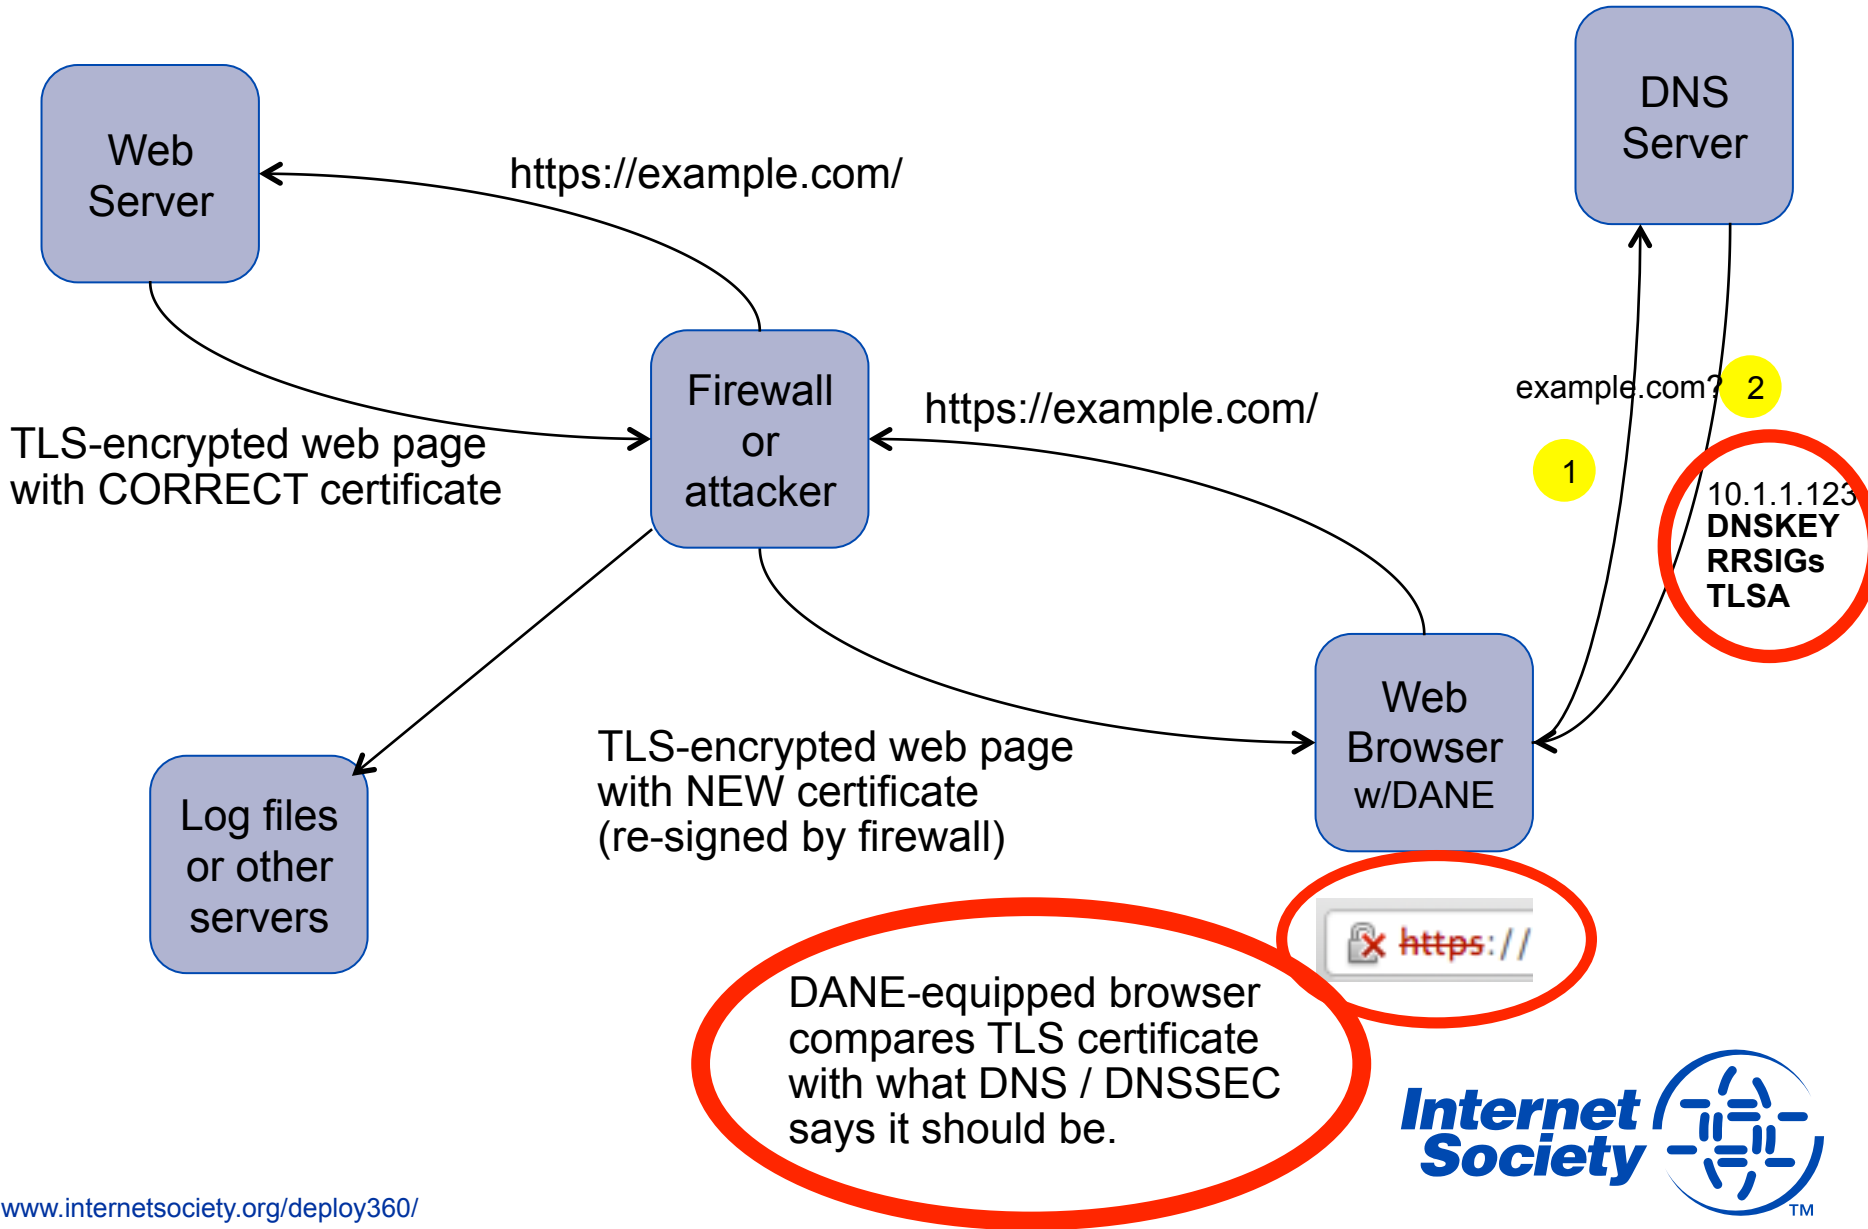 DNS
Server
Web
Server
https://example.com/
Firewall
or
attacker
https://example.com/
example.com?
2
1
TLS-encrypted web page
with CORRECT certificate
10.1.1.123
DNSKEY
RRSIGs
TLSA
Web
Browser
w/DANE
TLS-encrypted web page
with NEW certificate
(re-signed by firewall)
Log files
or other
servers
https://
DANE-equipped browser
compares TLS certificate
with what DNS / DNSSEC
says it should be.
Internet
Society
TM
www.internetsociety.org/deploy360/